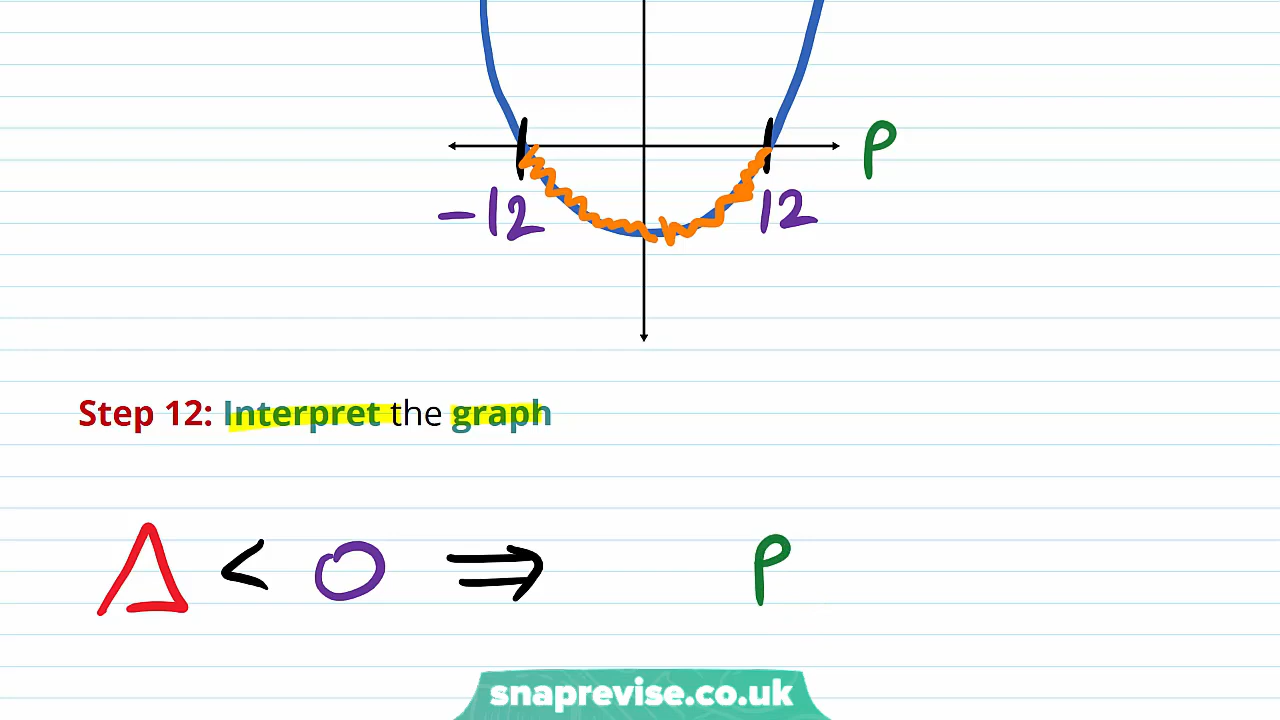 P
-12 12
Step 12: Interpret the graph
Δ < 0 ⇒ P
snaprevise.co.uk